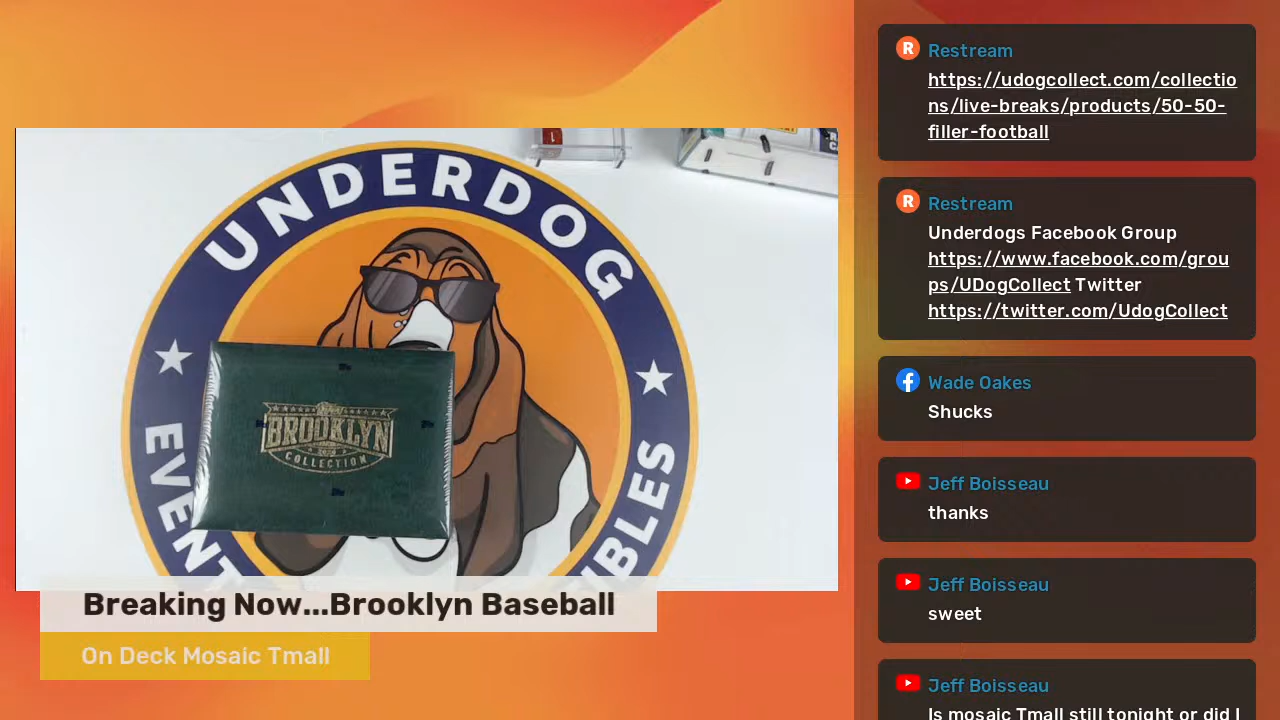 UNDERDOG
EVENT
IBLES
BROOKLYN
COLLECTION
Breaking Now...Brooklyn Baseball
On Deck Mosaic Tmall
Restream
https://udogcollect.com/collectio
ns/live-breaks/products/50-50-
filler-football
Restream
Underdogs Facebook Group
https://www.facebook.com/grou
ps/UDogCollect Twitter
https://twitter.com/UdogCollect
Wade Oakes
Shucks
Jeff Boisseau
thanks
Jeff Boisseau
sweet
Jeff Boisseau
Is mosaic Tmall still tonight or did I